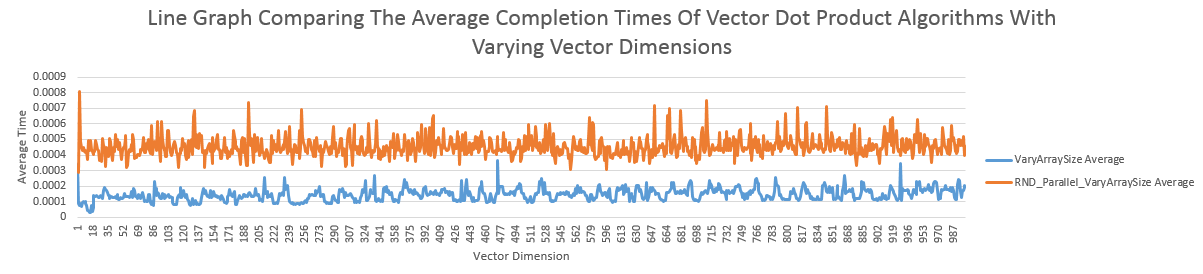 Line Graph Comparing The Average Completion Times Of Vector Dot Product Algorithms With
Varying Vector Dimensions
Average Time
0.0009
0.0008
0.0007
0.0006
0.0005
0.0004
0.0003
0.0002
0.0001
0
1 18 35 52 69 86 103 120 137 154 171 188 205 222 239 256 273 290 307 324 341 358 375 392 409 426 443 460 477 494 511 528 545 562 579 596 613 630 647 664 681 698 715 732 749 766 783 800 817 834 851 868 885 902 919 936 953 970 987
Vector Dimension
VaryArraySize Average
RND_Parallel_VaryArraySize Average